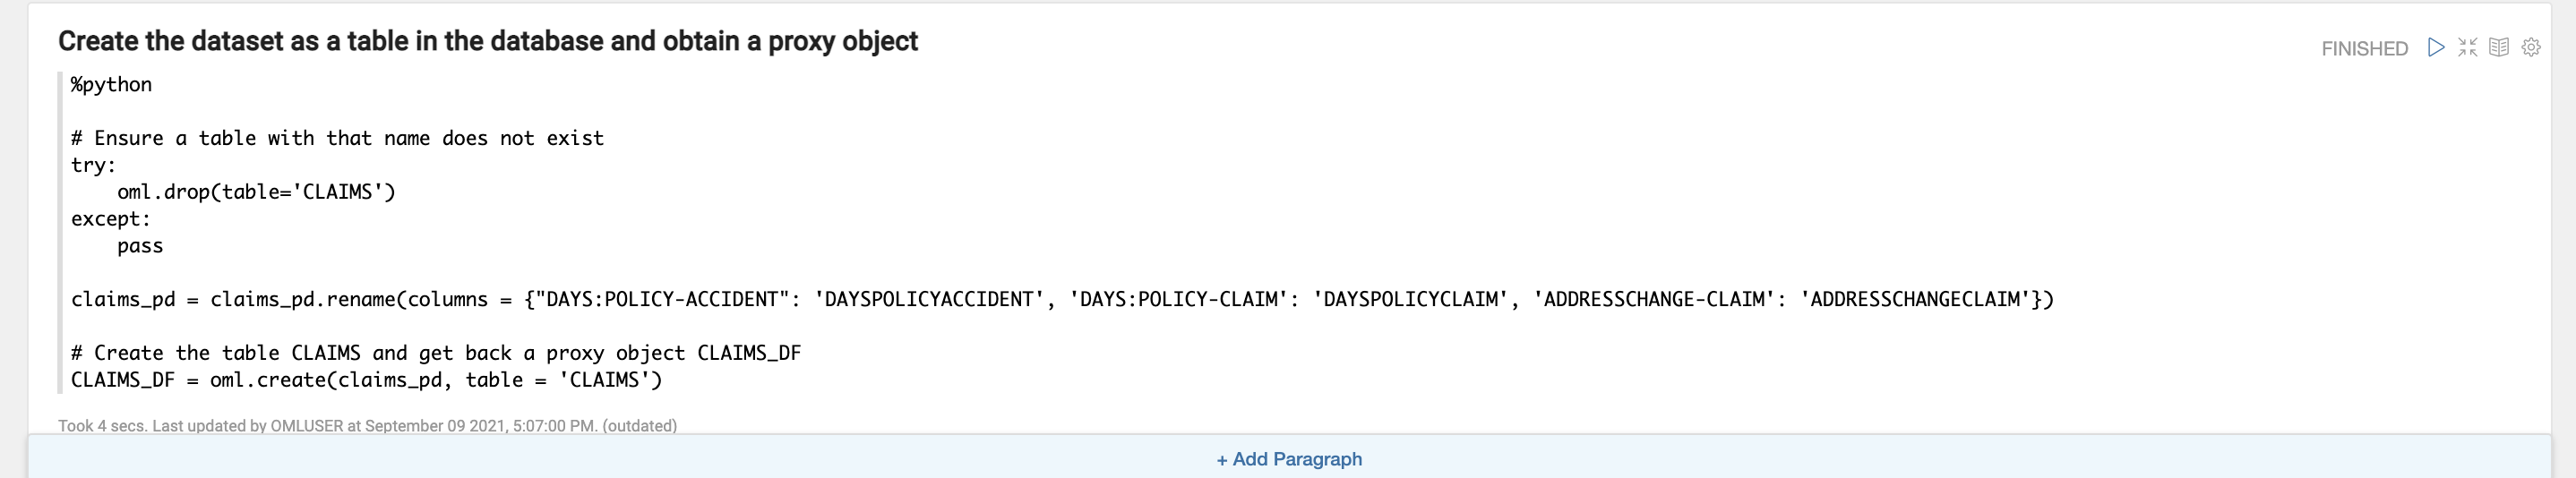 Create the dataset as a table in the database and obtain a proxy object
FINISHED
%python
# Ensure a table with that name does not exist
try:
    oml.drop(table='CLAIMS')
except:
    pass
claims_pd = claims_pd.rename(columns = {"DAYS:POLICY-ACCIDENT": 'DAYSPOLICYACCIDENT', 'DAYS:POLICY-CLAIM': 'DAYSPOLICYCLAIM', 'ADDRESSCHANGE-CLAIM': 'ADDRESSCHANGECLAIM'})
# Create the table CLAIMS and get back a proxy object CLAIMS_DF
CLAIMS_DF = oml.create(claims_pd, table = 'CLAIMS')
Took 4 secs. Last updated by OMLUSER at September 09 2021, 5:07:00 PM. (outdated)
+ Add Paragraph